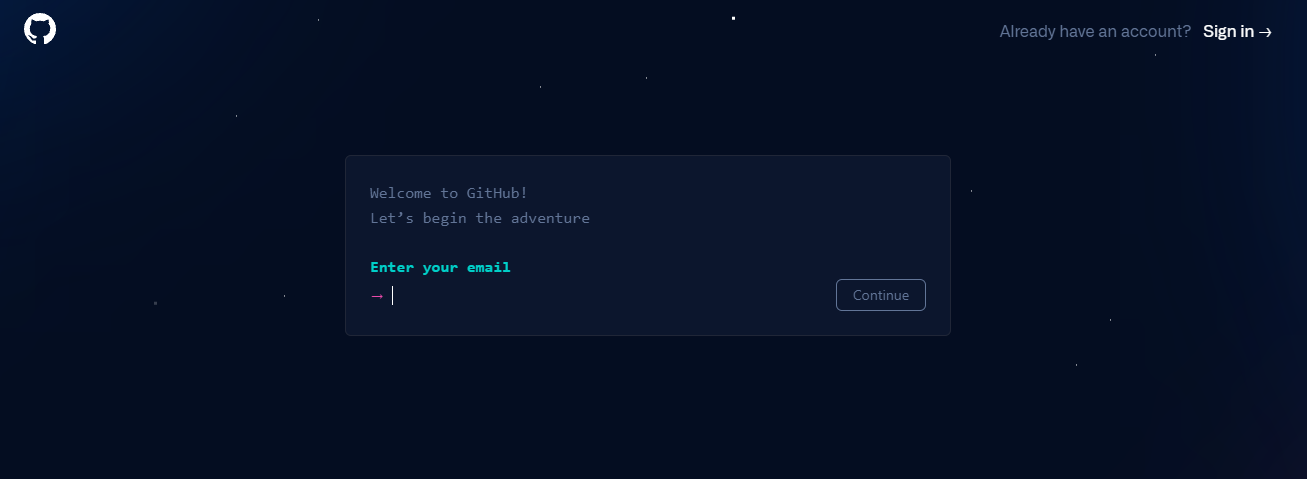 Already have an account? Sign in →
Welcome to GitHub!
Let’s begin the adventure
Enter your email
→
Continue